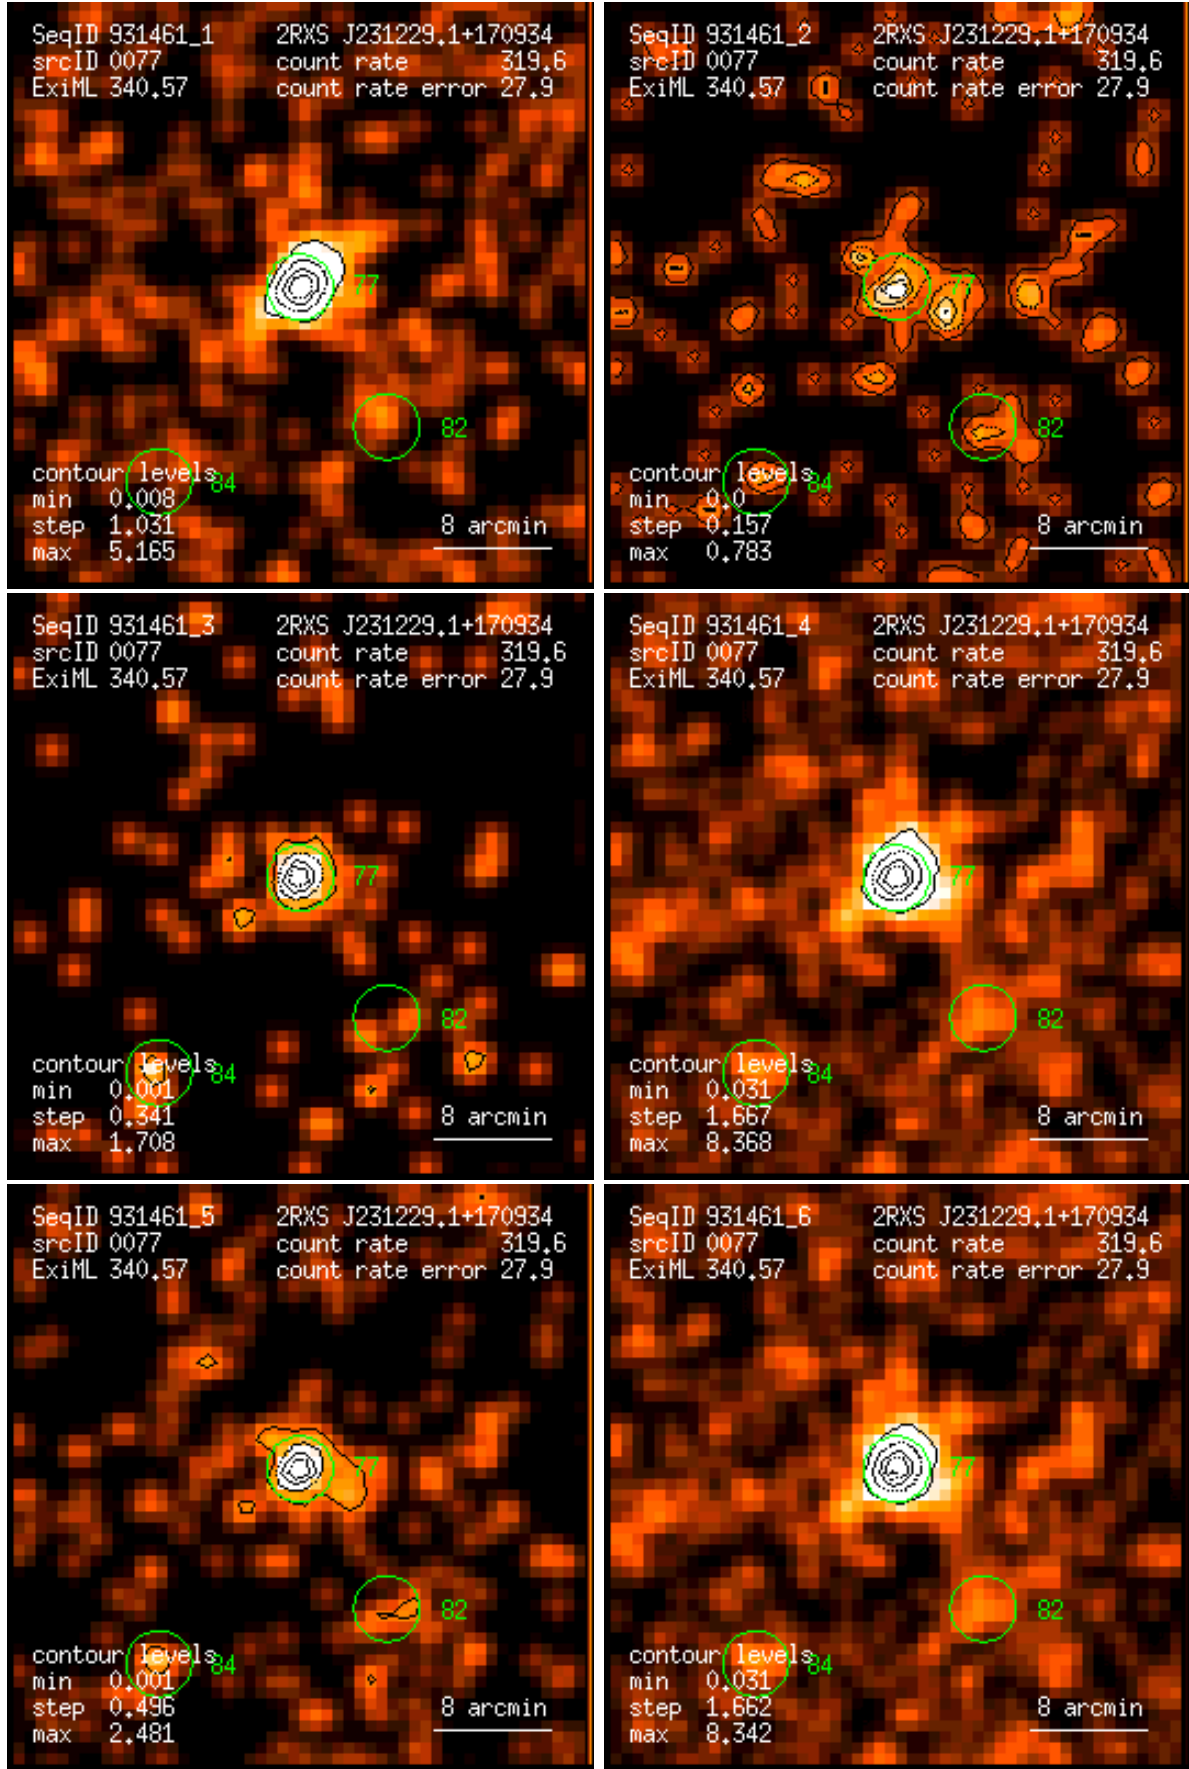 SeqID 931461_1 2RXS J231229.1+170934
srcID 0077 count rate 319.6
ExiML 340.57 count rate error 27.9
77
82
contour levels 84
min 0.008
step 1.031 8 arcmin
max 5.165
SeqID 931461_2 2RXS J231229.1+170934
srcID 0077 count rate 319.6
ExiML 340.57 count rate error 27.9
77
82
contour levels 84
min 0.0
step 0.157 8 arcmin
max 0.783
SeqID 931461_3 2RXS J231229.1+170934
srcID 0077 count rate 319.6
ExiML 340.57 count rate error 27.9
77
82
contour levels 84
min 0.001
step 0.341 8 arcmin
max 1.708
SeqID 931461_4 2RXS J231229.1+170934
srcID 0077 count rate 319.6
ExiML 340.57 count rate error 27.9
77
82
contour levels 84
min 0.031
step 1.667 8 arcmin
max 8.368
SeqID 931461_5 2RXS J231229.1+170934
srcID 0077 count rate 319.6
ExiML 340.57 count rate error 27.9
77
82
contour levels 84
min 0.001
step 0.496 8 arcmin
max 2.481
SeqID 931461_6 2RXS J231229.1+170934
srcID 0077 count rate 319.6
ExiML 340.57 count rate error 27.9
77
82
contour levels 84
min 0.031
step 1.662 8 arcmin
max 8.342